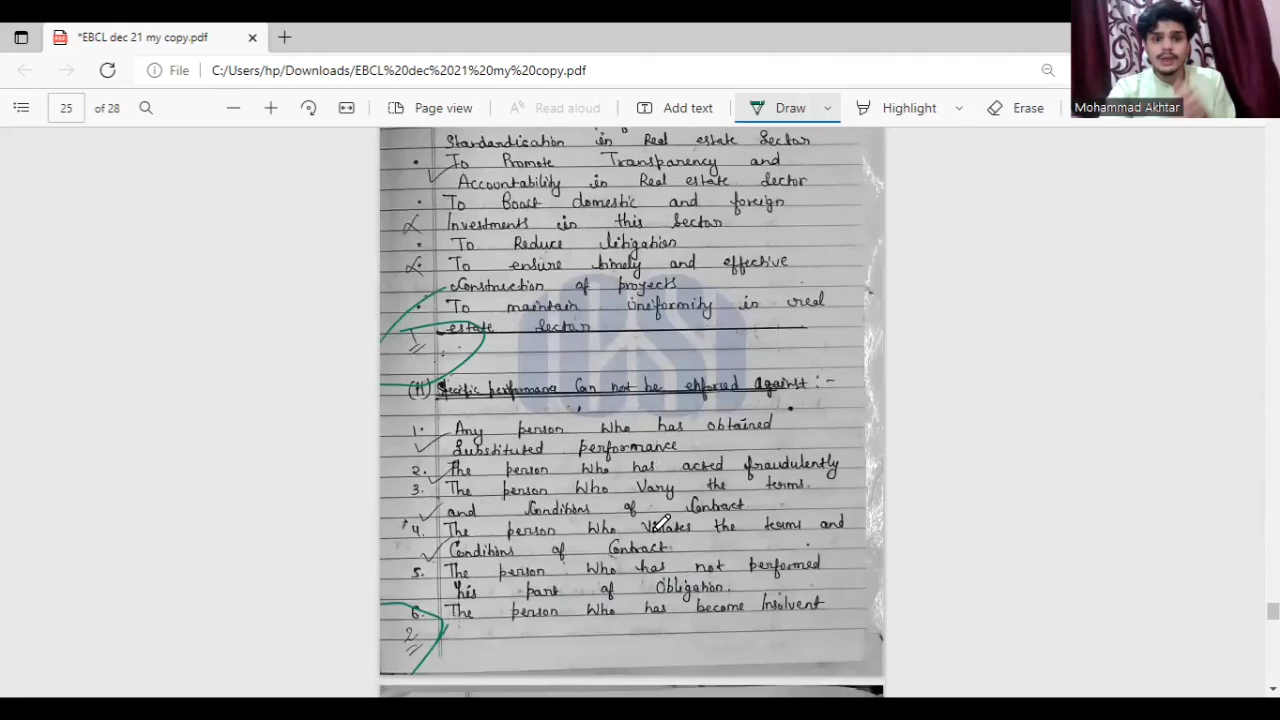 *EBCL dec 21 my copy.pdf
File C:/Users/hp/Downloads/EBCL%20dec%2021%20my%20copy.pdf
25 of 28 Page view Read aloud Add text Draw Highlight Erase
Mohammad Akhtar
Standardisation in Real estate Sector
• To Promote Transparency and
Accountability in Real estate Sector
• To Boost domestic and foreign
Investments in this Sector
• To Reduce litigation
• To ensure timely and effective
Construction of projects
• To maintain Uniformity in real
estate Sector
1
ICSI
Specific performance Can not be enforced against :-
1. Any person Who has obtained
Substituted performance
2. The person Who has acted fraudulently
3. The person Who Vary the terms.
and Conditions of Contract
4. The person Who Violates the terms and
Conditions of Contract.
5. The person Who has not performed
his part of Obligation.
6. The person Who has become Insolvent
2